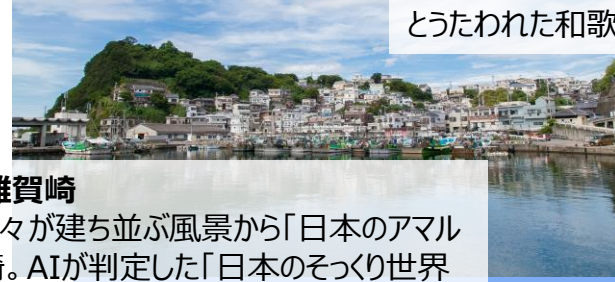 とうたわれた和歌
雑賀崎
々が建ち並ぶ風景から「日本のアマル
。AIが判定した「日本のそっくり世界